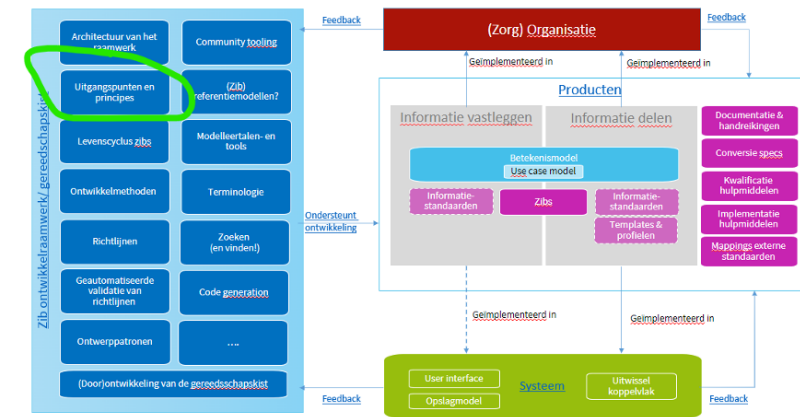 Feedback
(Zorg) Organisatie
Feedback
Architectuur van het
raamwerk
Community tooling
Uitgangspunten en
principes
(Zib)
referentiemodellen?
Levenscyclus zibs
Modelleertalen- en
tools
Ontwikkelmethoden
Terminologie
Richtlijnen
Zoeken
(en vinden!)
Geautomatiseerde
validatie van
richtlijnen
Code generation
Ontwerppatronen
....
(Door)ontwikkeling van de gereedsschapskist
Zib ontwikkelraamwerk/ gereedschapskist
Ondersteunt
ontwikkeling
Geïmplementeerd in
Geïmplementeerd in
Producten
Informatie vastleggen
Informatie delen
Betekenismodel
Use case model
Informatie-
standaarden
Zibs
Informatie-
standaarden
Templates &
profielen
Documentatie &
handreikingen
Conversie specs
Kwalificatie
hulpmiddelen
Implementatie
hulpmiddelen
Mappings externe
standaarden
Geïmplementeerd in
Geïmplementeerd in
User interface
Opslagmodel
Systeem
Uitwissel
koppelvlak
Feedback
Feedback